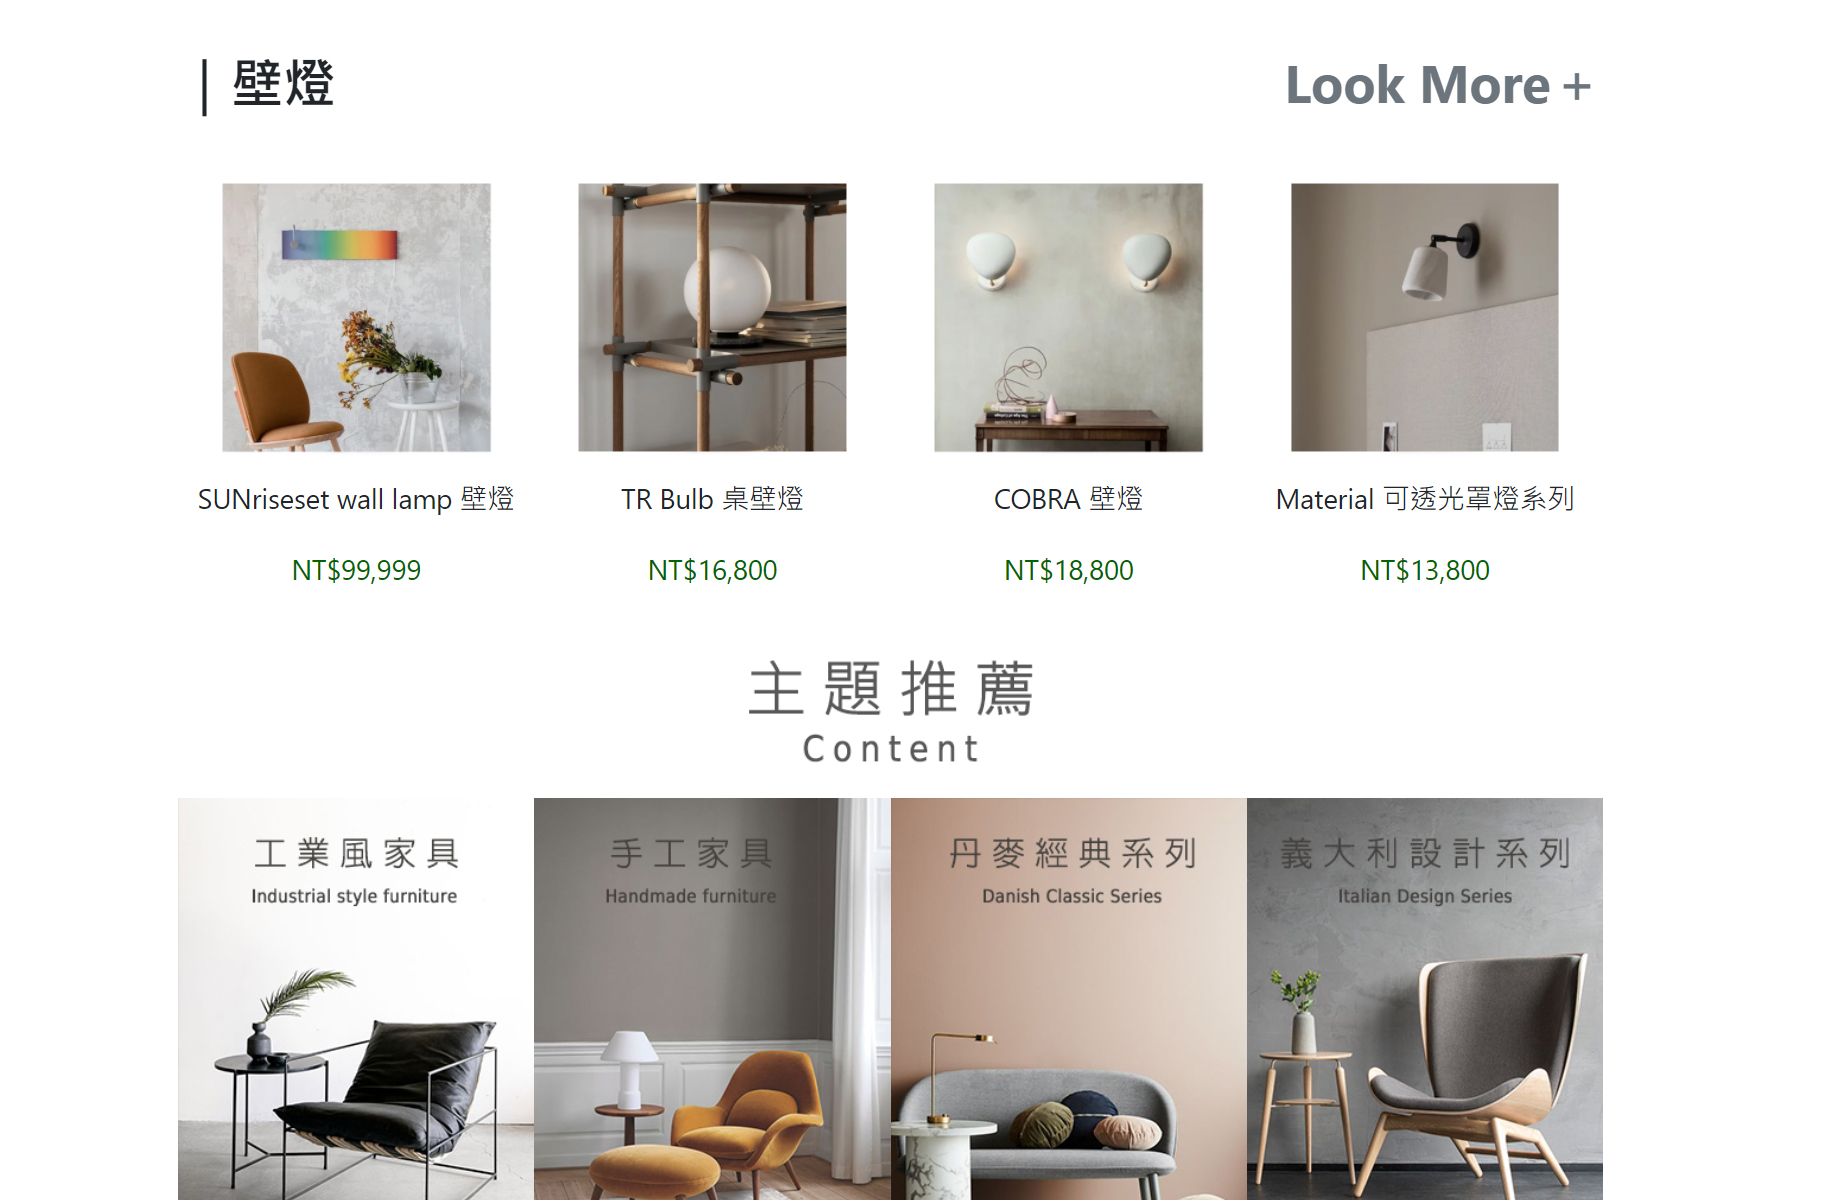 壁燈
Look More +
SUNriseset wall lamp 壁燈
TR Bulb 桌壁燈
COBRA 壁燈
Material 可透光罩燈系列
NT$99,999
NT$16,800
NT$18,800
NT$13,800
主題推薦
Content
工業風家具
Industrial style furniture
手工家具
Handmade furniture
丹麥經典系列
Danish Classic Series
義大利設計系列
Italian Design Series